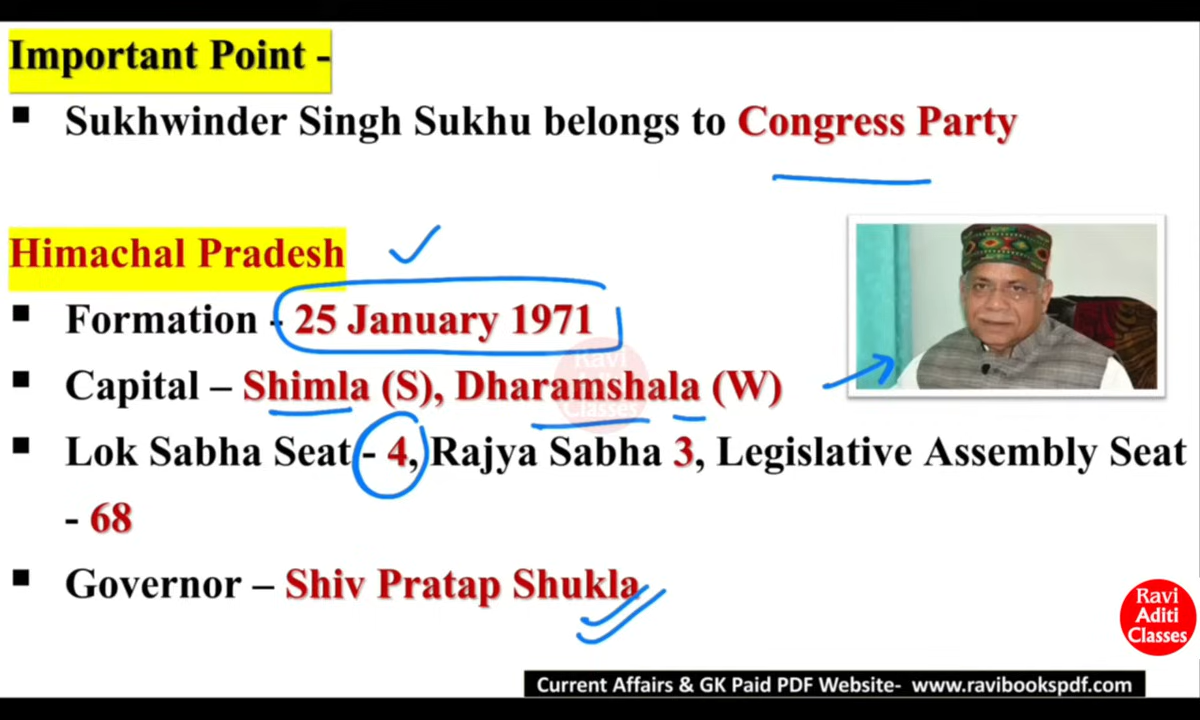 Important Point -
▪ Sukhwinder Singh Sukhu belongs to Congress Party
Himachal Pradesh
▪ Formation - 25 January 1971
▪ Capital – Shimla (S), Dharamshala (W)
▪ Lok Sabha Seat - 4, Rajya Sabha 3, Legislative Assembly Seat
- 68
▪ Governor – Shiv Pratap Shukla
Ravi
Aditi
Classes
Ravi
Classes
Current Affairs & GK Paid PDF Website- www.ravibookspdf.com